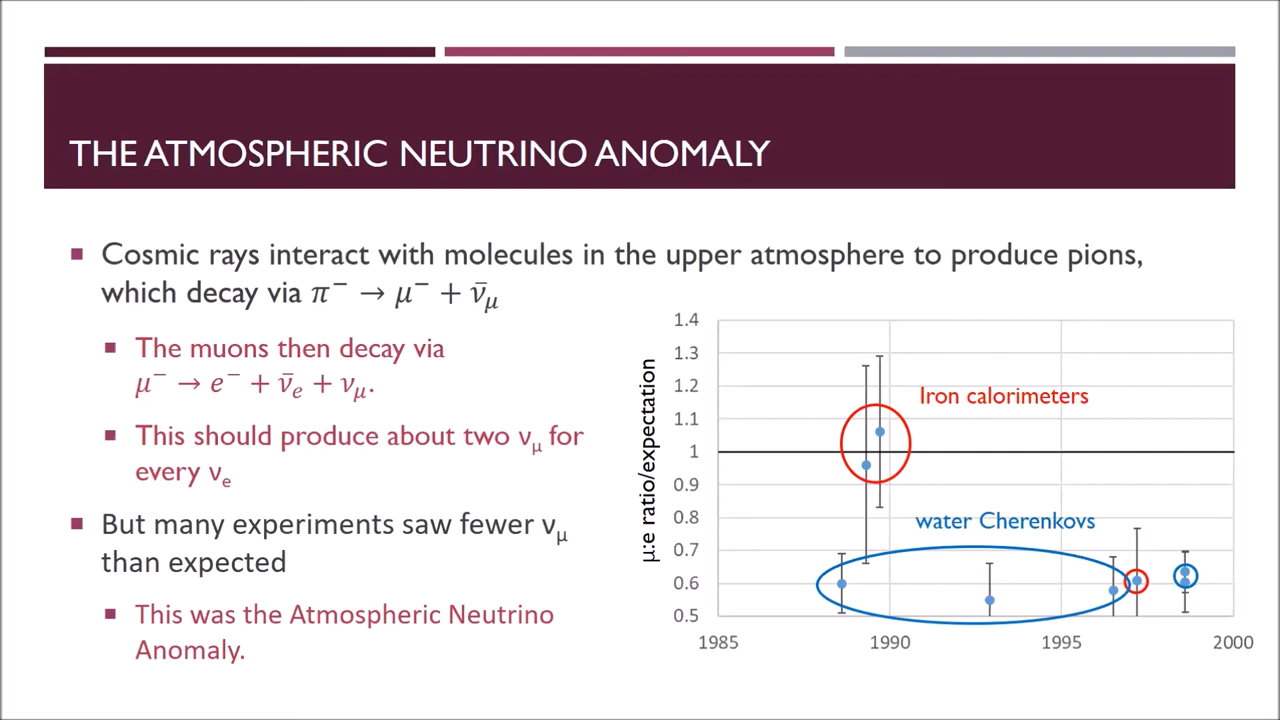 THE ATMOSPHERIC NEUTRINO ANOMALY
Cosmic rays interact with molecules in the upper atmosphere to produce pions,
which decay via π⁻ → μ⁻ + ν̄_μ
The muons then decay via
μ⁻ → e⁻ + ν̄_e + ν_μ.
This should produce about two ν_μ for
every ν_e
But many experiments saw fewer ν_μ
than expected
This was the Atmospheric Neutrino
Anomaly.
μ:e ratio/expectation
1.4
1.3
1.2
1.1
1
0.9
0.8
0.7
0.6
0.5
Iron calorimeters
water Cherenkovs
1985 1990 1995 2000